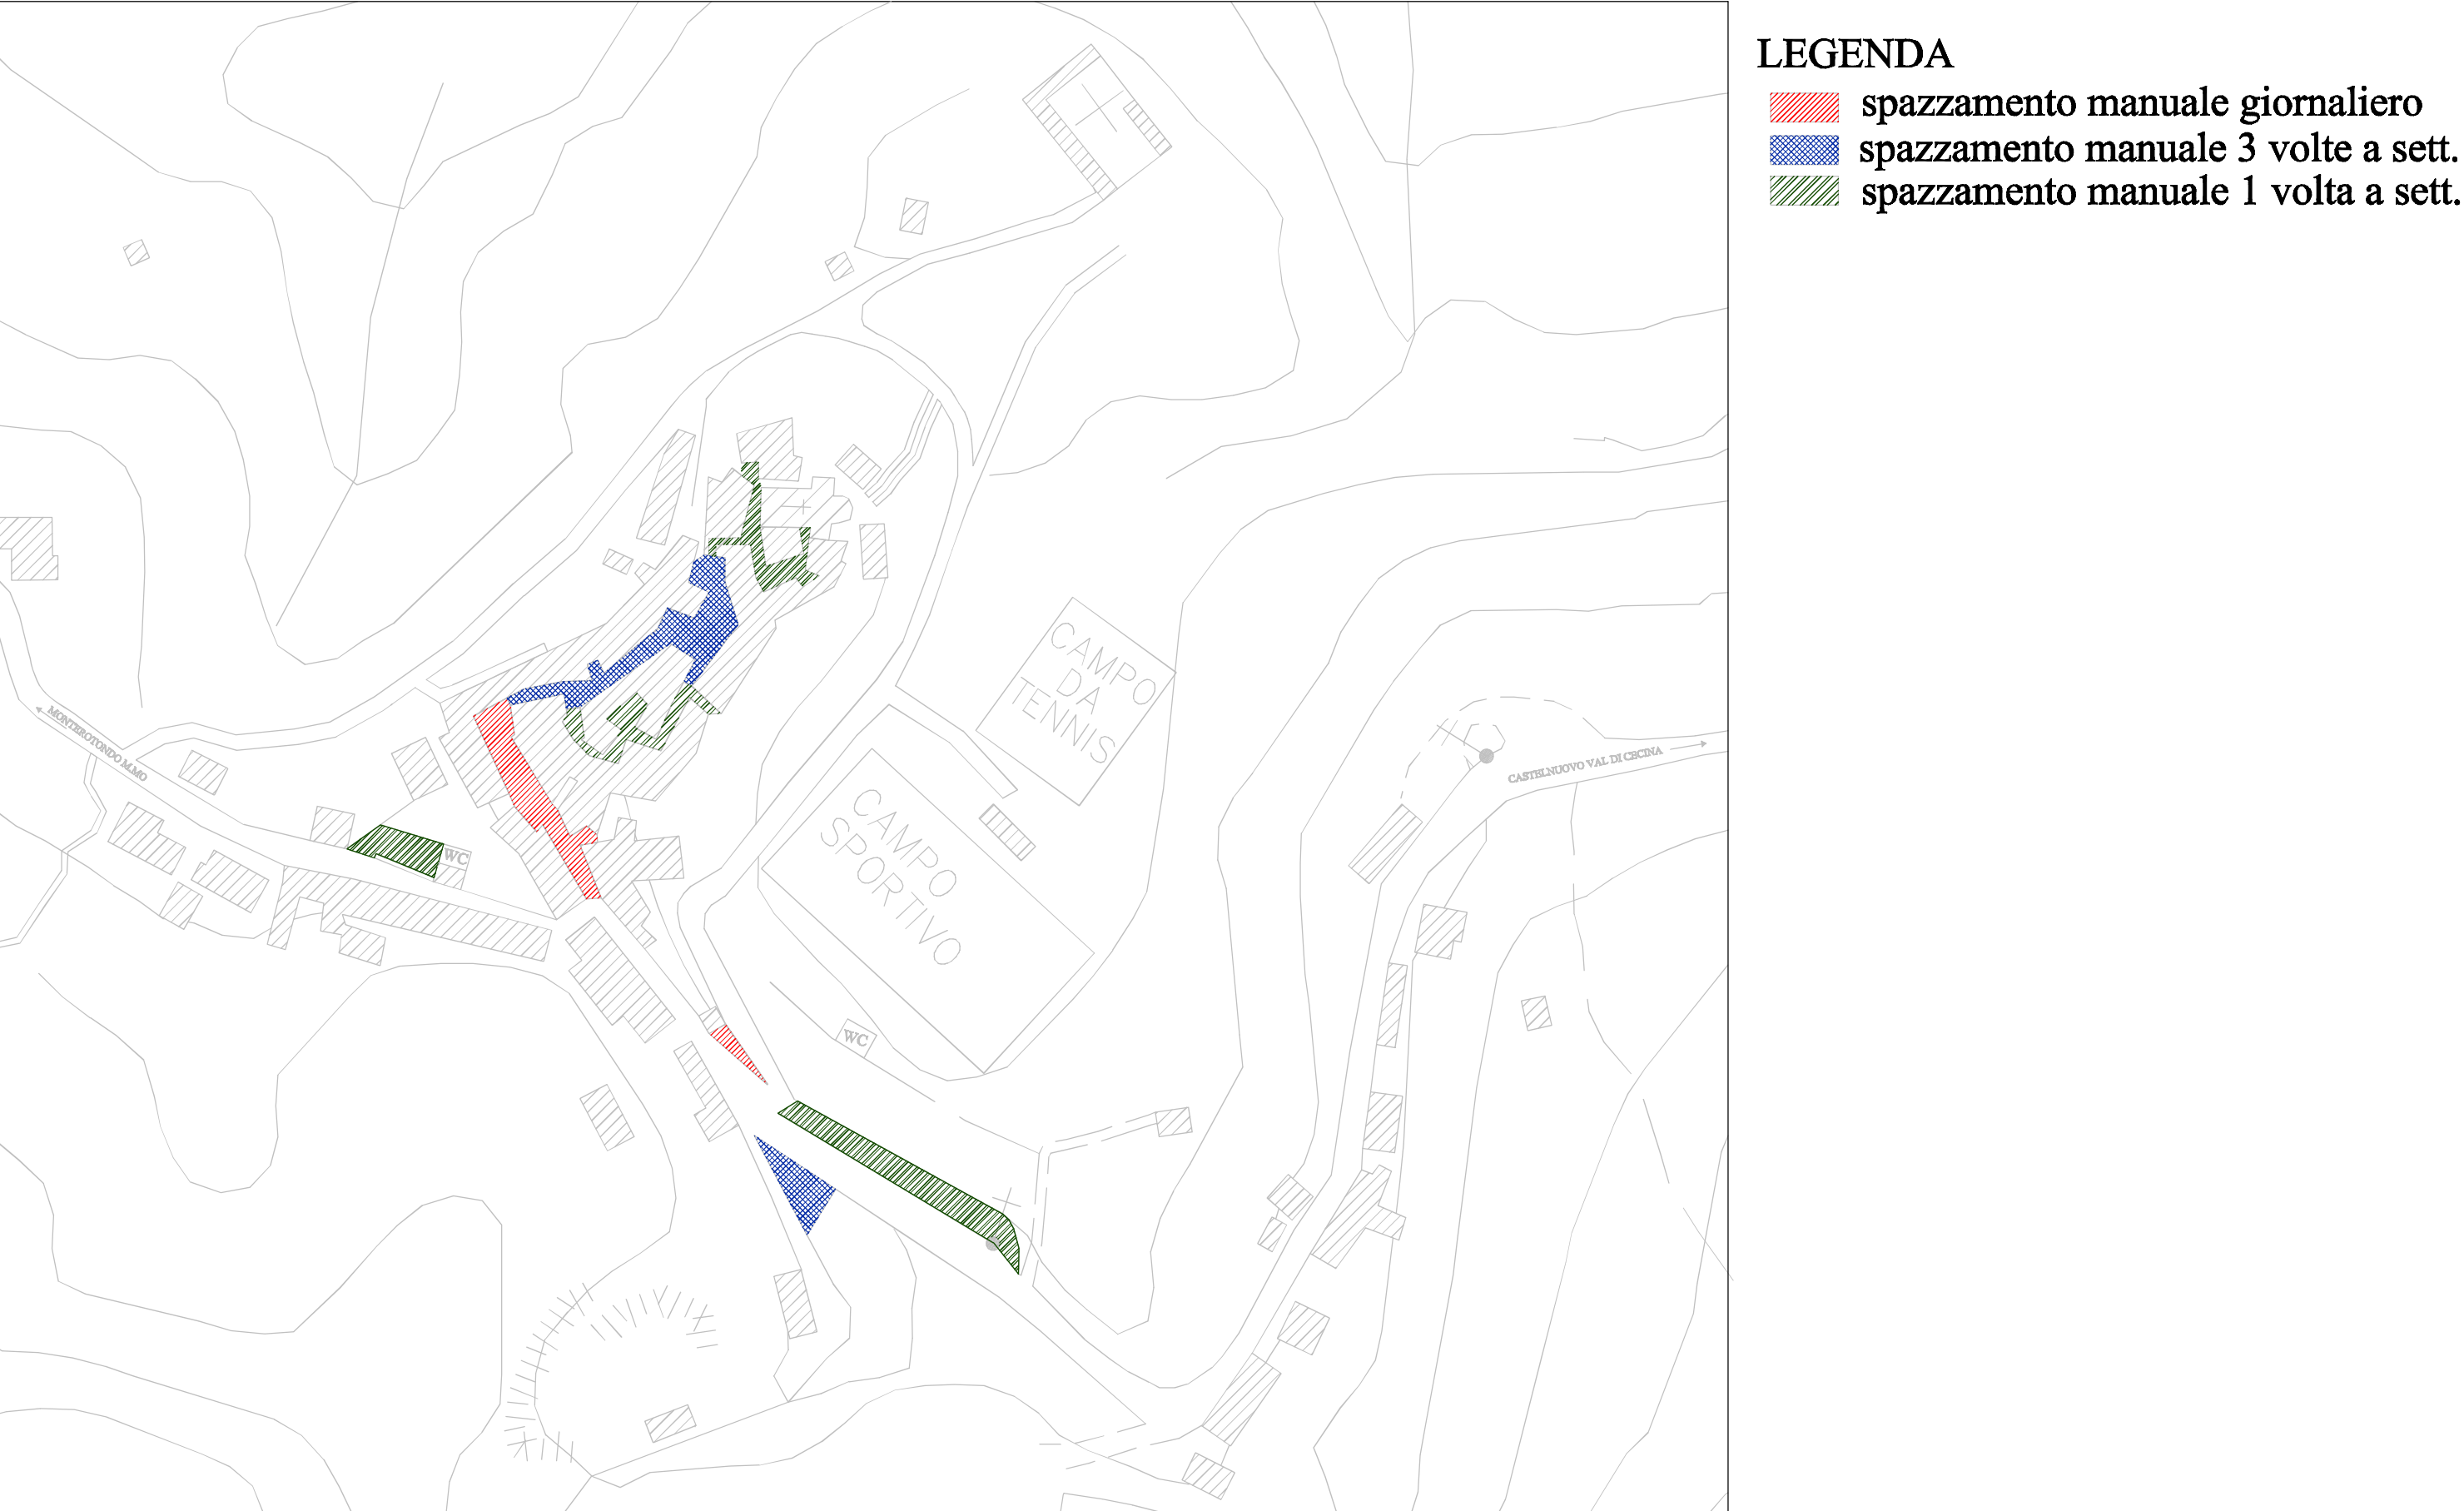 LEGENDA
spazzamento manuale giornaliero
spazzamento manuale 3 volte a sett.
spazzamento manuale 1 volta a sett.
CAMPO
DA
TENNIS
MONTEROTONDO M.MO
CASTELNUOVO VAL DI CECINA
CAMPO
SPORTIVO
WC
WC